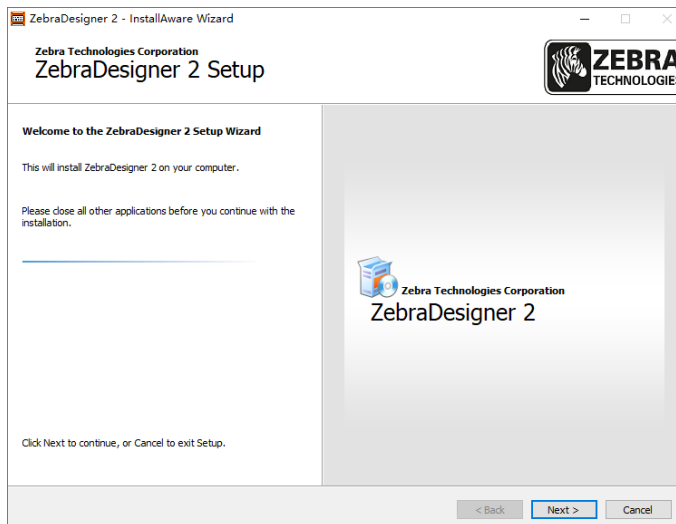 ZebraDesigner 2 - InstallAware Wizard
Zebra Technologies Corporation
ZebraDesigner 2 Setup
ZEBRA
TECHNOLOGIES
Welcome to the ZebraDesigner 2 Setup Wizard
This will install ZebraDesigner 2 on your computer.
Please close all other applications before you continue with the
installation.
Zebra Technologies Corporation
ZebraDesigner 2
Click Next to continue, or Cancel to exit Setup.
< Back
Next >
Cancel